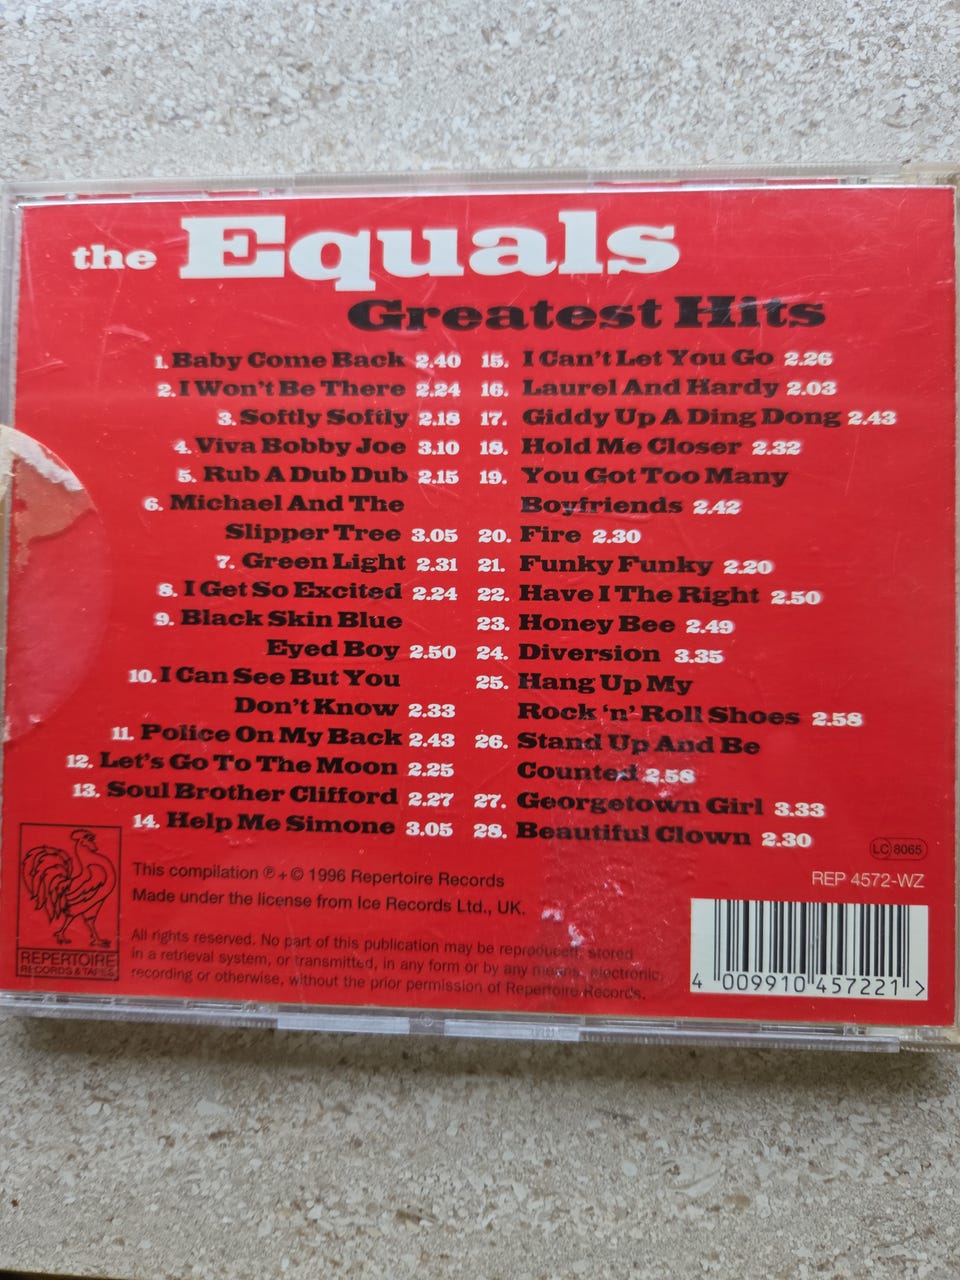 the Equals
Greatest Hits
1. Baby Come Back 2.40
2. I Won't Be There 2.24
3. Softly Softly 2.18
4. Viva Bobby Joe 3.10
5. Rub A Dub Dub 2.15
6. Michael And The
Slipper Tree 3.05
7. Green Light 2.31
8. I Get So Excited 2.24
9. Black Skin Blue
Eyed Boy 2.50
10. I Can See But You
Don't Know 2.33
11. Police On My Back 2.43
12. Let's Go To The Moon 2.25
13. Soul Brother Clifford 2.27
14. Help Me Simone 3.05
15. I Can't Let You Go 2.26
16. Laurel And Hardy 2.03
17. Giddy Up A Ding Dong 2.43
18. Hold Me Closer 2.32
19. You Got Too Many
Boyfriends 2.42
20. Fire 2.30
21. Funky Funky 2.20
22. Have I The Right 2.50
23. Honey Bee 2.49
24. Diversion 3.35
25. Hang Up My
Rock 'n' Roll Shoes 2.58
26. Stand Up And Be
Counted 2.58
27. Georgetown Girl 3.33
28. Beautiful Clown 2.30
LC 8065
REP 4572-WZ
This compilation ℗ + © 1996 Repertoire Records
Made under the license from Ice Records Ltd., UK.
All rights reserved. No part of this publication may be reproduced, stored
in a retrieval system, or transmitted, in any form or by any means, electronic,
recording or otherwise, without the prior permission of Repertoire Records.
REPERTOIRE
RECORDS & TAPES
4 009910 457221 >